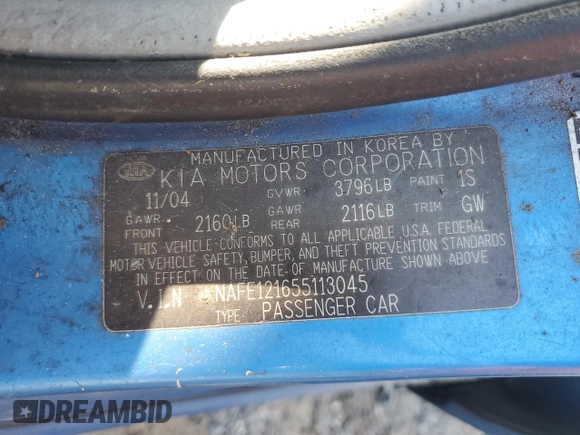 MANUFACTURED IN KOREA BY
KIA KIA MOTORS CORPORATION
11/04 GVWR 3796LB PAINT 1S
GAWR FRONT 2160LB GAWR REAR 2116LB TRIM GW
THIS VEHICLE CONFORMS TO ALL APPLICABLE U.S.A. FEDERAL
MOTOR VEHICLE SAFETY, BUMPER, AND THEFT PREVENTION STANDARDS
IN EFFECT ON THE DATE OF MANUFACTURE SHOWN ABOVE
V.I.N KNAFE121655113045
TYPE PASSENGER CAR
DREAMBID